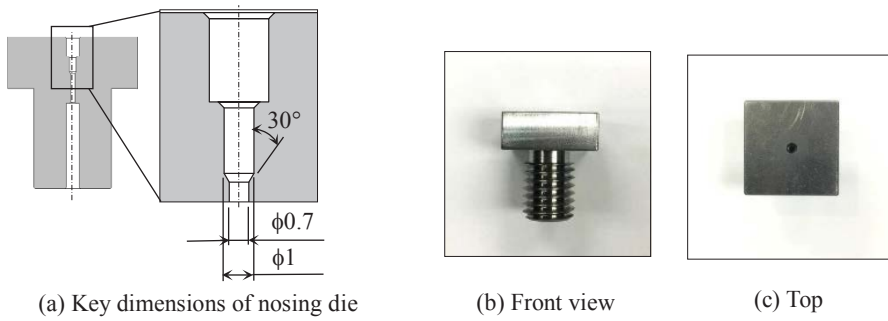 30°
ϕ0.7
ϕ1
(a) Key dimensions of nosing die
(b) Front view
(c) Top